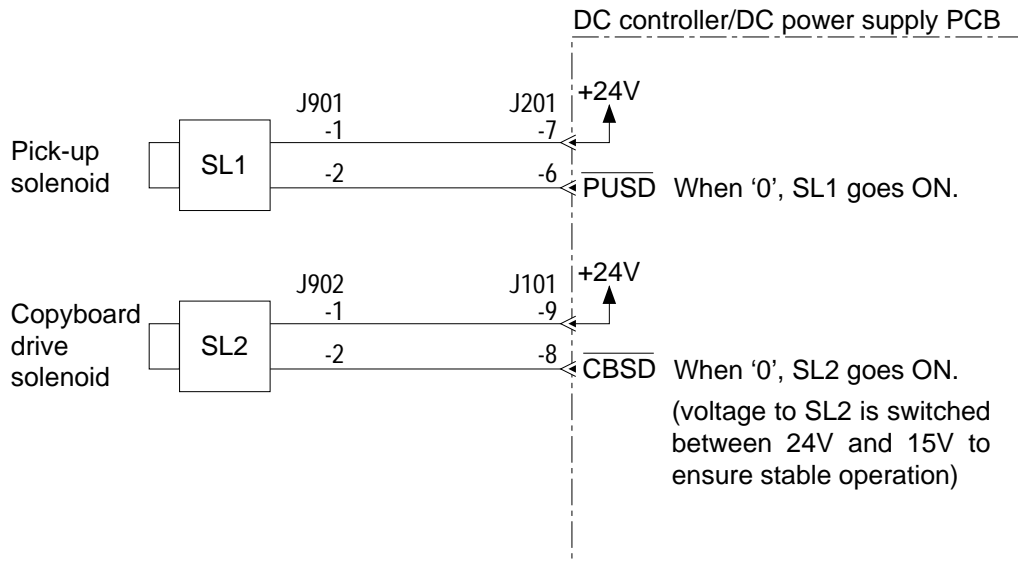 DC controller/DC power supply PCB
J901 J201 +24V
-1 -7
Pick-up
solenoid
SL1
-2 -6 PUSD When ‘0’, SL1 goes ON.
J902 J101 +24V
-1 -9
Copyboard
drive
solenoid
SL2
-2 -8 CBSD When ‘0’, SL2 goes ON.
(voltage to SL2 is switched
between 24V and 15V to
ensure stable operation)